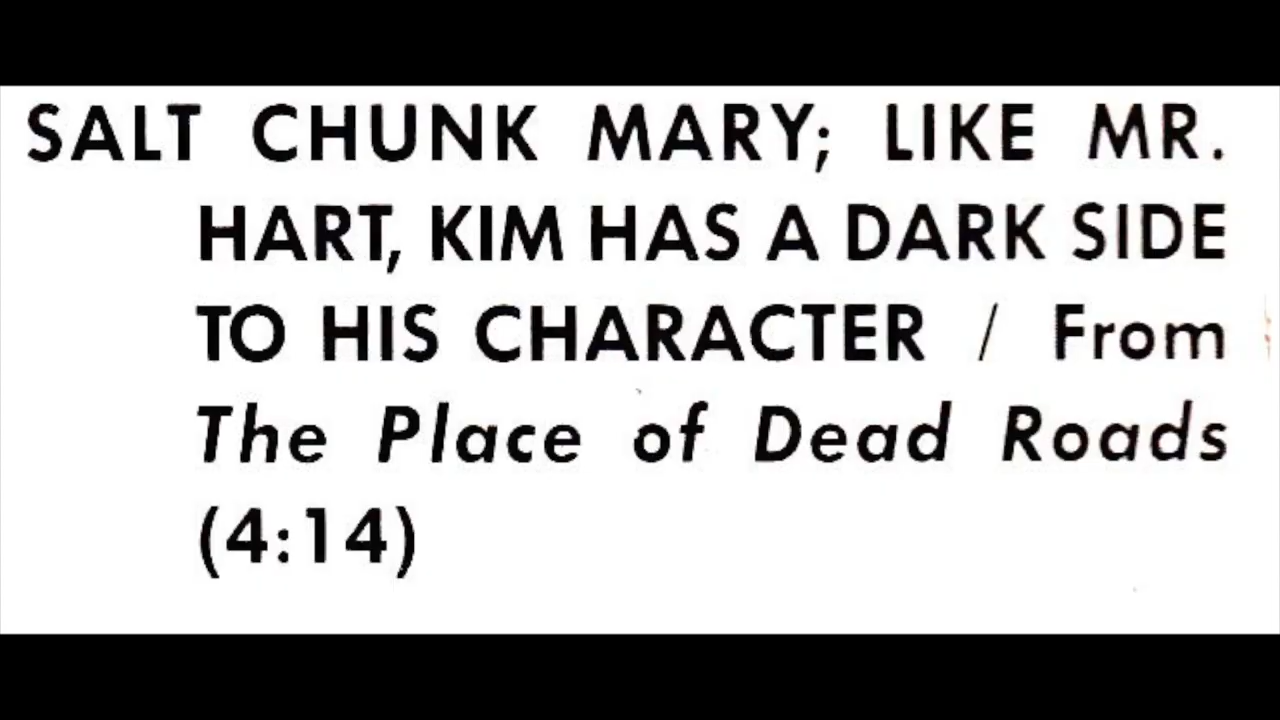 SALT CHUNK MARY; LIKE MR.
HART, KIM HAS A DARK SIDE
TO HIS CHARACTER / From
The Place of Dead Roads
(4:14)